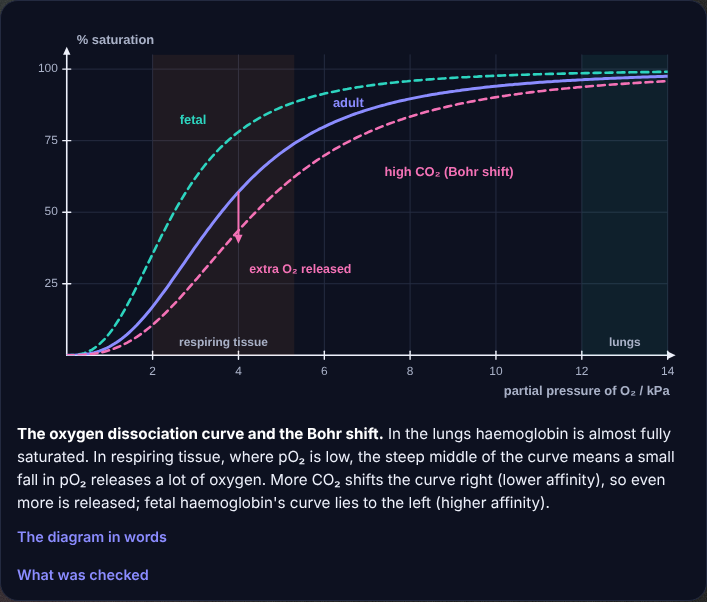 % saturation
100
fetal
adult
75
high CO₂ (Bohr shift)
50
extra O₂ released
25
respiring tissue
lungs
2 4 6 8 10 12 14
partial pressure of O₂ / kPa
The oxygen dissociation curve and the Bohr shift. In the lungs haemoglobin is almost fully
saturated. In respiring tissue, where pO₂ is low, the steep middle of the curve means a small
fall in pO₂ releases a lot of oxygen. More CO₂ shifts the curve right (lower affinity), so even
more is released; fetal haemoglobin's curve lies to the left (higher affinity).
The diagram in words
What was checked